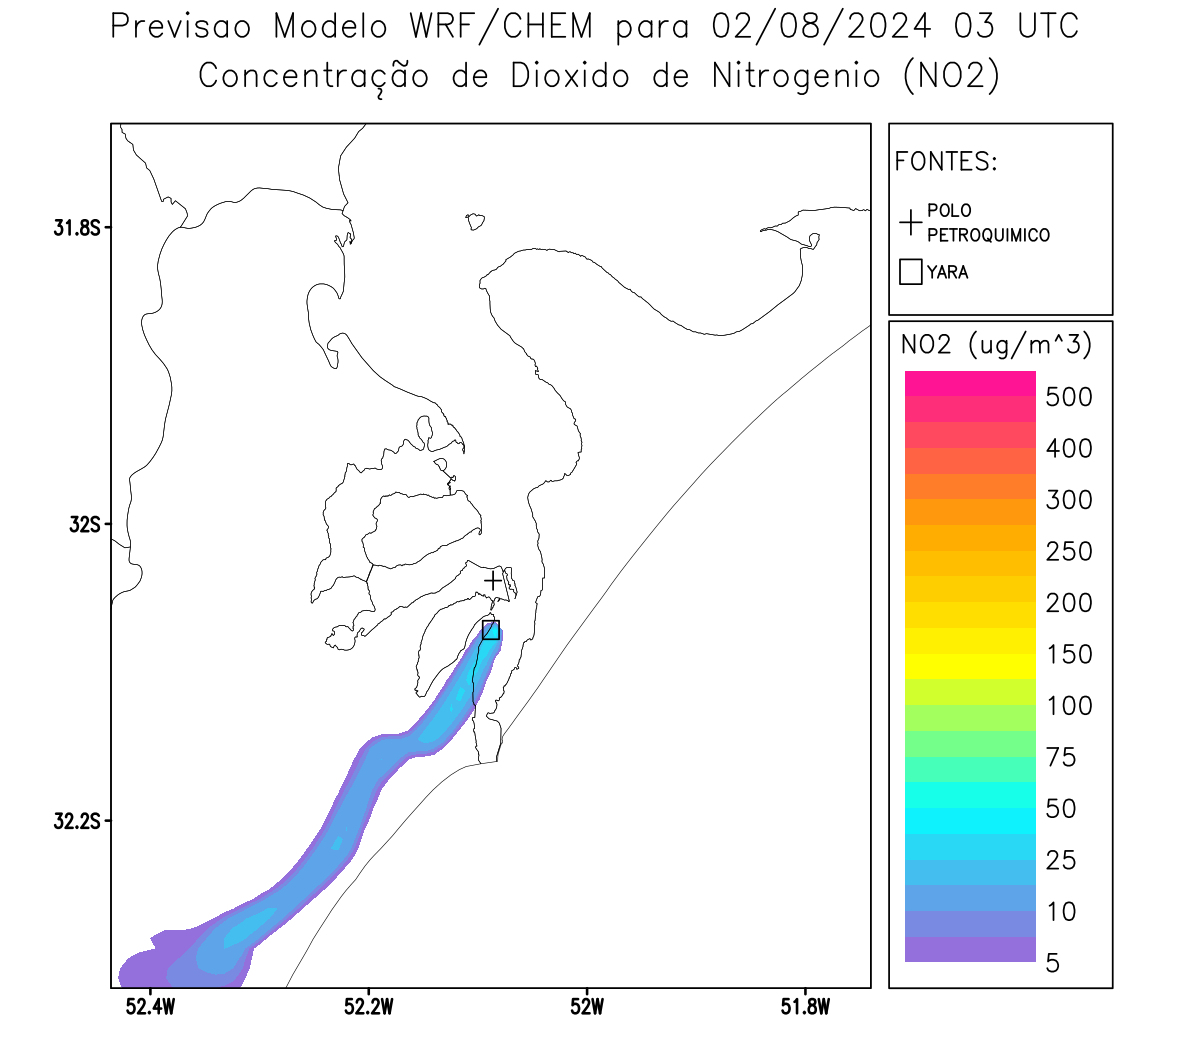 Previsao Modelo WRF/CHEM para 02/08/2024 03 UTC
Concentração de Dioxido de Nitrogenio (NO2)
FONTES:
POLO
PETROQUIMICO
YARA
NO2 (ug/m^3)
500
400
300
250
200
150
100
75
50
25
10
5
31.8S
32S
32.2S
52.4W
52.2W
52W
51.8W